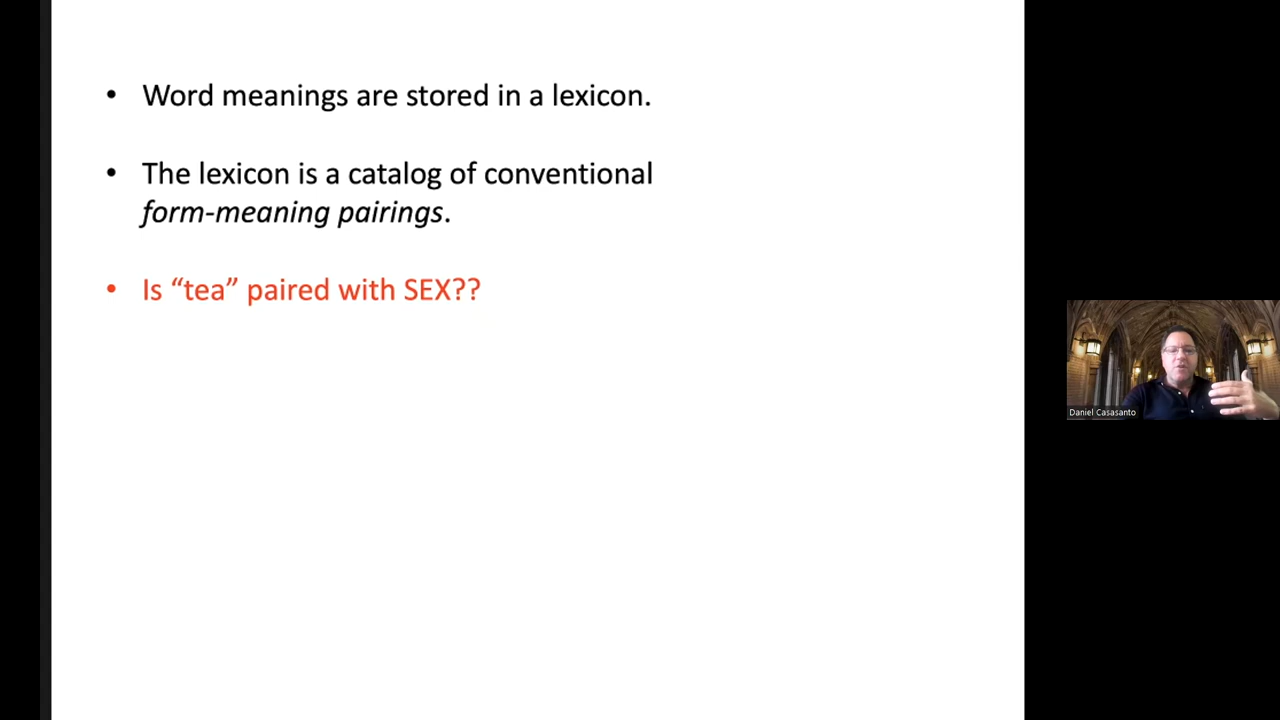 • Word meanings are stored in a lexicon.
• The lexicon is a catalog of conventional
form-meaning pairings.
• Is “tea” paired with SEX??
Daniel Casasanto